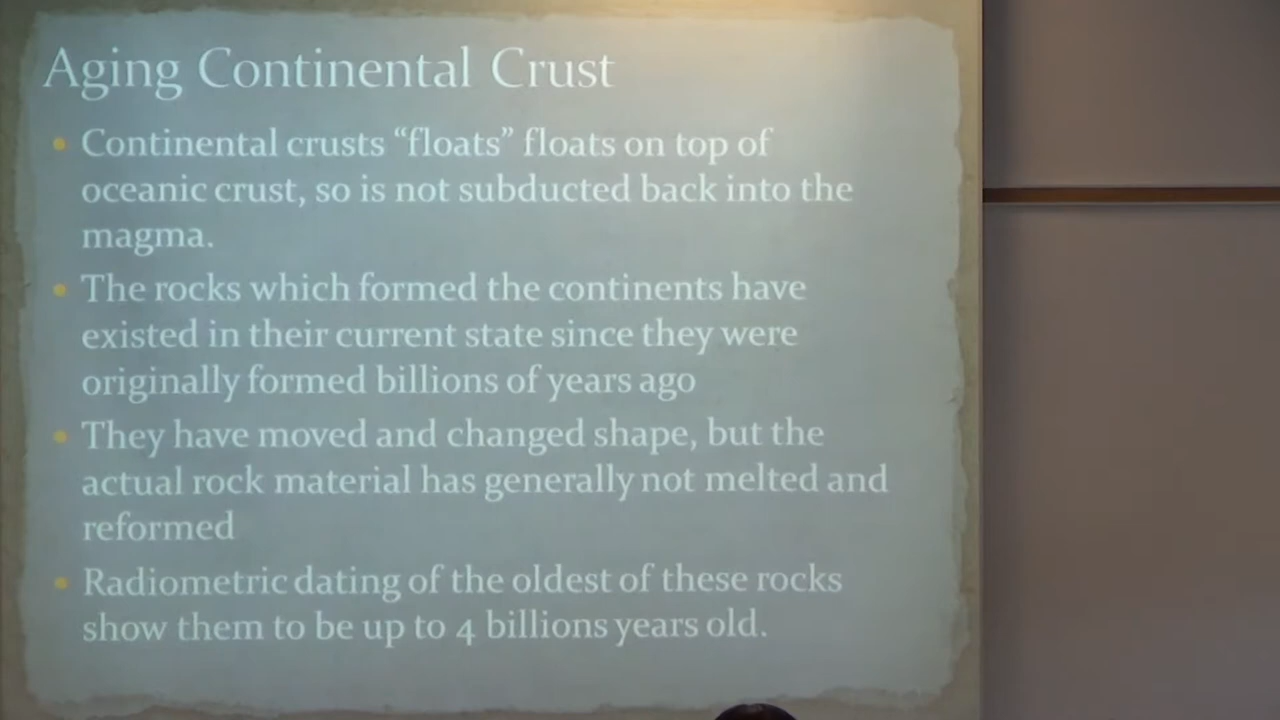 Aging Continental Crust
• Continental crusts “floats” floats on top of
oceanic crust, so is not subducted back into the
magma.
• The rocks which formed the continents have
existed in their current state since they were
originally formed billions of years ago
• They have moved and changed shape, but the
actual rock material has generally not melted and
reformed
• Radiometric dating of the oldest of these rocks
show them to be up to 4 billions years old.